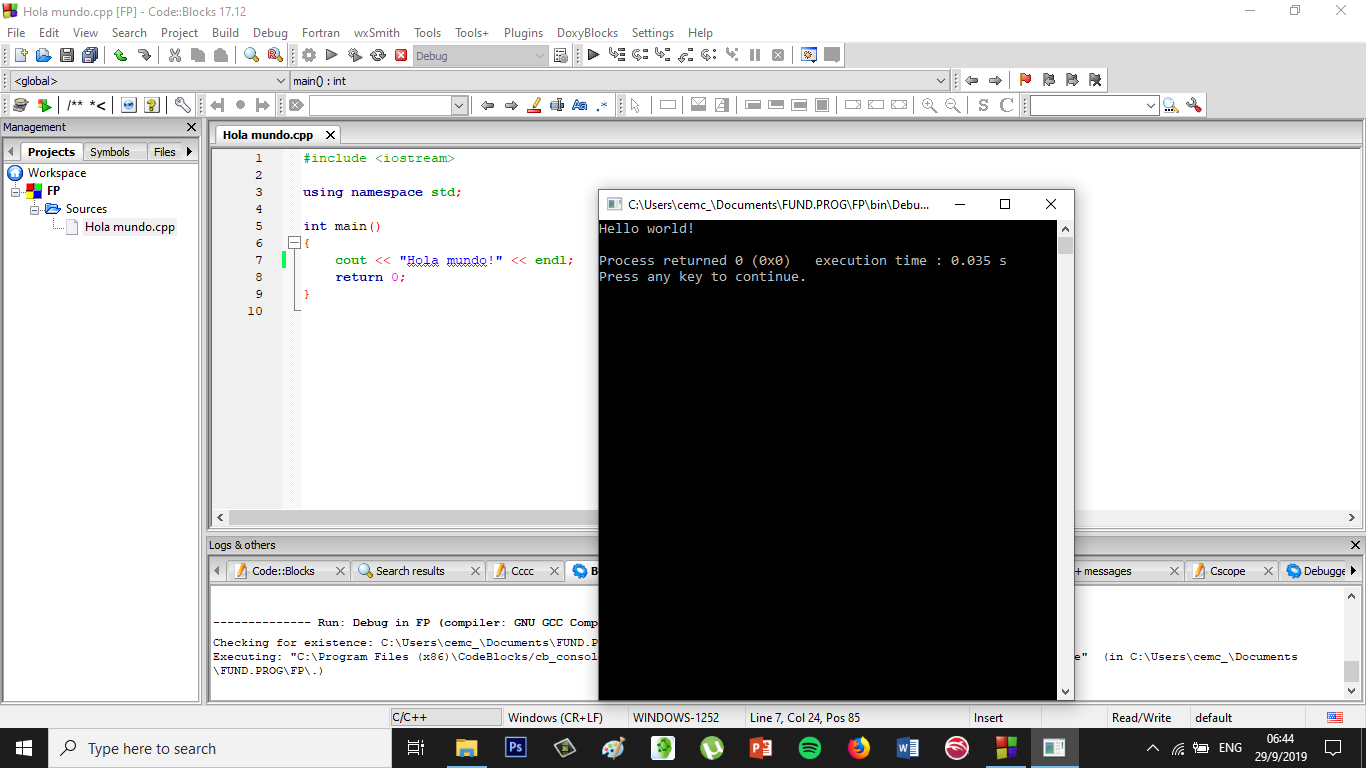 Hola mundo.cpp [FP] - Code::Blocks 17.12
File Edit View Search Project Build Debug Fortran wxSmith Tools Tools+ Plugins DoxyBlocks Settings Help
Debug
<global> main() : int
/** *< Aa .* S C
Management
Projects Symbols Files
Workspace
FP
Sources
Hola mundo.cpp
Hola mundo.cpp
1 #include <iostream>
2
3 using namespace std;
4
5 int main()
6 {
7 cout << "Hola mundo!" << endl;
8 return 0;
9 }
10
C:\Users\cemc_\Documents\FUND.PROG\FP\bin\Debu...
Hello world!
Process returned 0 (0x0)   execution time : 0.035 s
Press any key to continue.
Logs & others
Code::Blocks Search results Cccc B + messages Cscope Debugge
-------------- Run: Debug in FP (compiler: GNU GCC Comp
Checking for existence: C:\Users\cemc_\Documents\FUND.P
Executing: "C:\Program Files (x86)\CodeBlocks/cb_consol e"  (in C:\Users\cemc_\Documents
\FUND.PROG\FP\.)
C/C++ Windows (CR+LF) WINDOWS-1252 Line 7, Col 24, Pos 85 Insert Read/Write default
Type here to search
Ps
ENG
06:44
29/9/2019